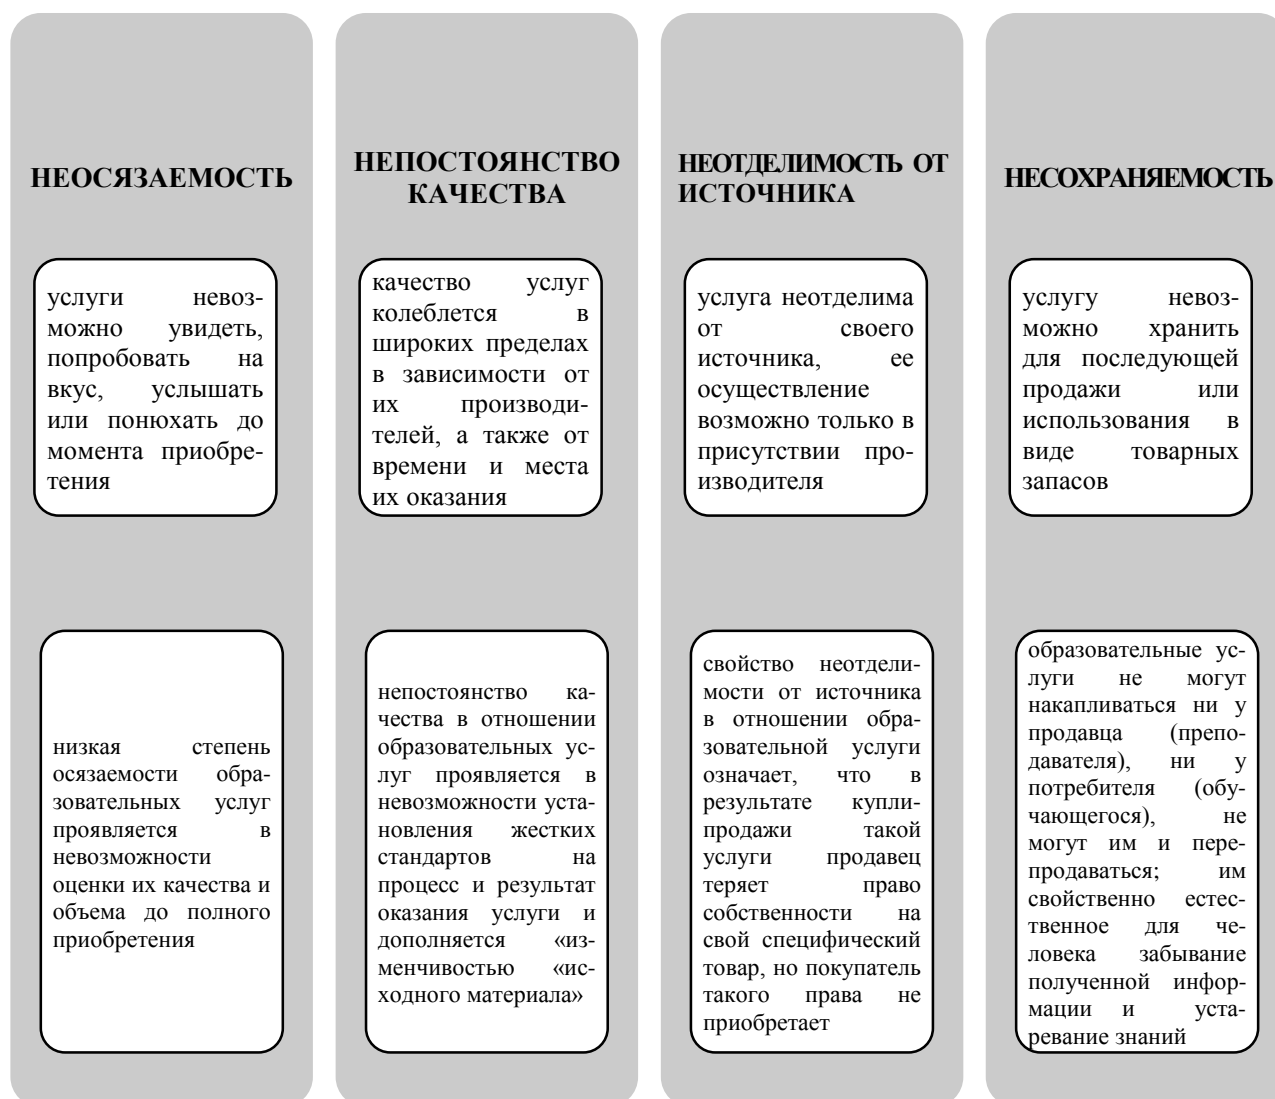 НЕОСЯЗАЕМОСТЬ
услуги невоз-
можно увидеть,
попробовать на
вкус, услышать
или понюхать до
момента приобре-
тения
низкая степень
осязаемости обра-
зовательных услуг
проявляется в
невозможности
оценки их качества и
объема до полного
приобретения
НЕПОСТОЯНСТВО
КАЧЕСТВА
качество услуг
колеблется в
широких пределах
в зависимости от
их производи-
телей, а также от
времени и места
их оказания
непостоянство ка-
чества в отношении
образовательных ус-
луг проявляется в
невозможности уста-
новления жестких
стандартов на
процесс и результат
оказания услуги и
дополняется «из-
менчивостью «ис-
ходного материала»
НЕОТДЕЛИМОСТЬ ОТ
ИСТОЧНИКА
услуга неотделима
от своего
источника, ее
осуществление
возможно только в
присутствии про-
изводителя
свойство неотдели-
мости от источника
в отношении обра-
зовательной услуги
означает, что в
результате купли-
продажи такой
услуги продавец
теряет право
собственности на
свой специфический
товар, но покупатель
такого права не
приобретает
НЕСОХРАНЯЕМОСТЬ
услугу невоз-
можно хранить
для последующей
продажи или
использования в
виде товарных
запасов
образовательные ус-
луги не могут
накапливаться ни у
продавца (препо-
давателя), ни у
потребителя (обу-
чающегося), не
могут им и пере-
продаваться; им
свойственно естес-
твенное для че-
ловека забывание
полученной инфор-
мации и уста-
ревание знаний